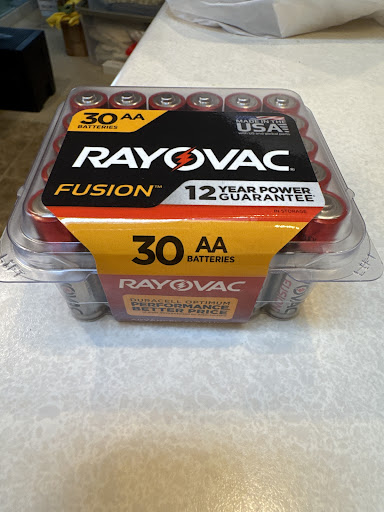 30 AA
BATTERIES
MADE IN THE
USA
RAYOVAC
FUSION™
12 YEAR POWER
GUARANTEE*
IN STORAGE
30 AA
BATTERIES
RAYOVAC
DURACELL OPTIMUM
PERFORMANCE
BETTER PRICE